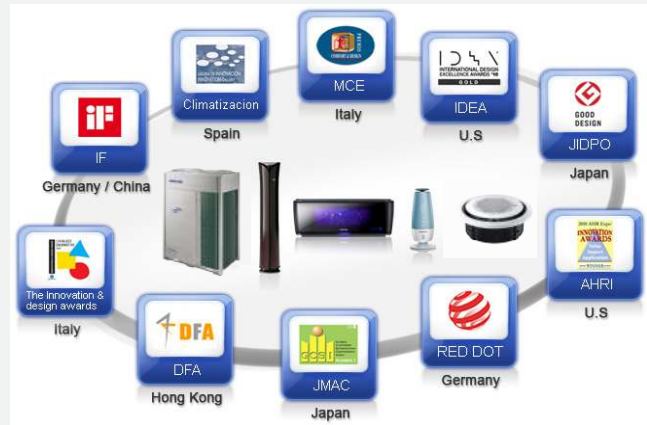 MCE
Italy
IDEA
INTERNATIONAL DESIGN
EXCELLENCE AWARDS '08
GOLD
U.S
GOOD
DESIGN
JIDPO
Japan
INNOVATION
AWARDS
AHRI
U.S
RED DOT
Germany
JMAC
Japan
DFA
DFA
Hong Kong
The Innovation &
design awards
Italy
iF
IF
Germany / China
Climatizacion
Spain